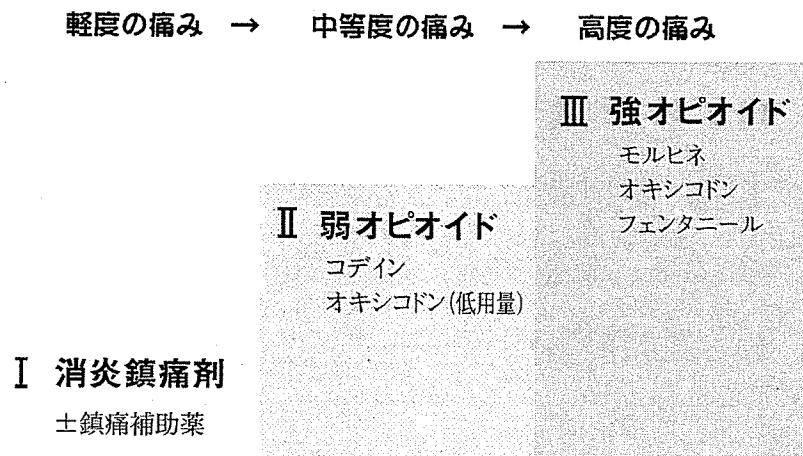 軽度の痛み → 中等度の痛み → 高度の痛み
Ⅲ 強オピオイド
モルヒネ
オキシコドン
フェンタニール
Ⅱ 弱オピオイド
コデイン
オキシコドン(低用量)
Ⅰ 消炎鎮痛剤
±鎮痛補助薬